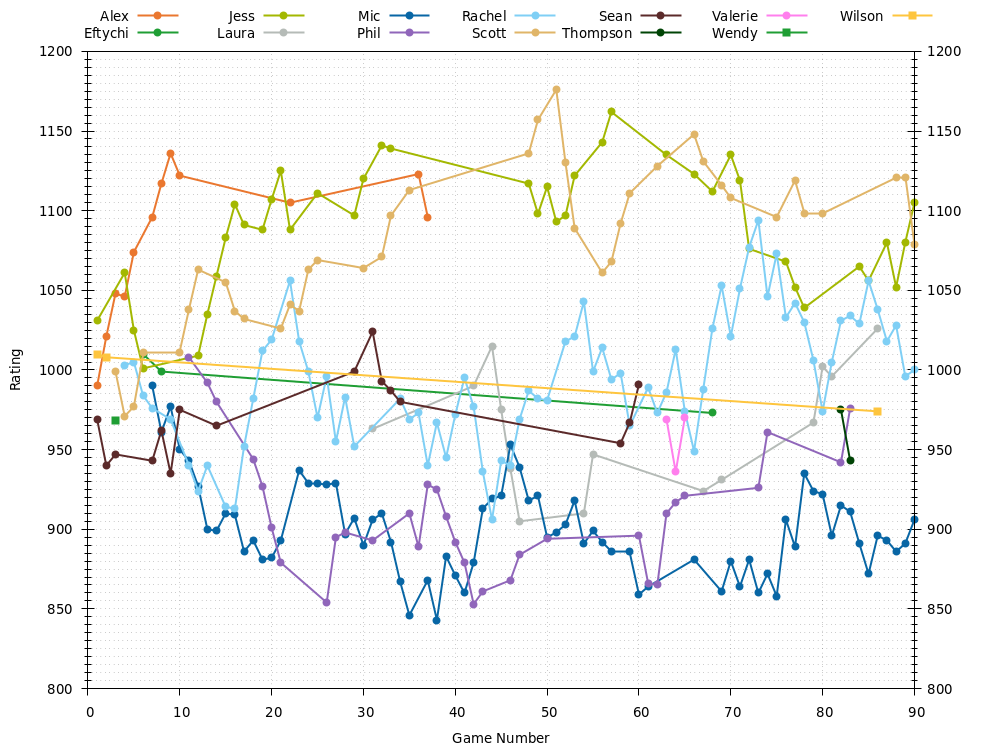 Alex Jess Mic Rachel Sean Valerie Wilson
Eftychi Laura Phil Scott Thompson Wendy
1200 1200
1150 1150
1100 1100
1050 1050
1000 1000
950 950
900 900
850 850
800 800
Rating
0 10 20 30 40 50 60 70 80 90
Game Number